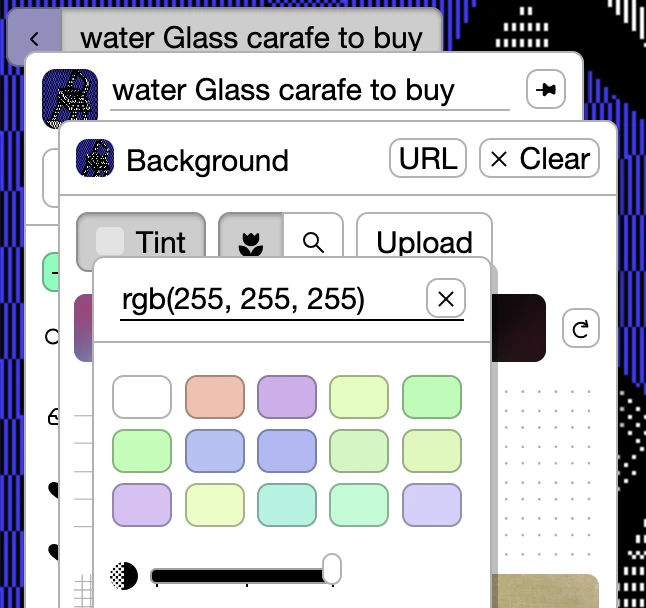 water Glass carafe to buy
water Glass carafe to buy
Background
URL
Clear
Tint
Upload
rgb(255, 255, 255)